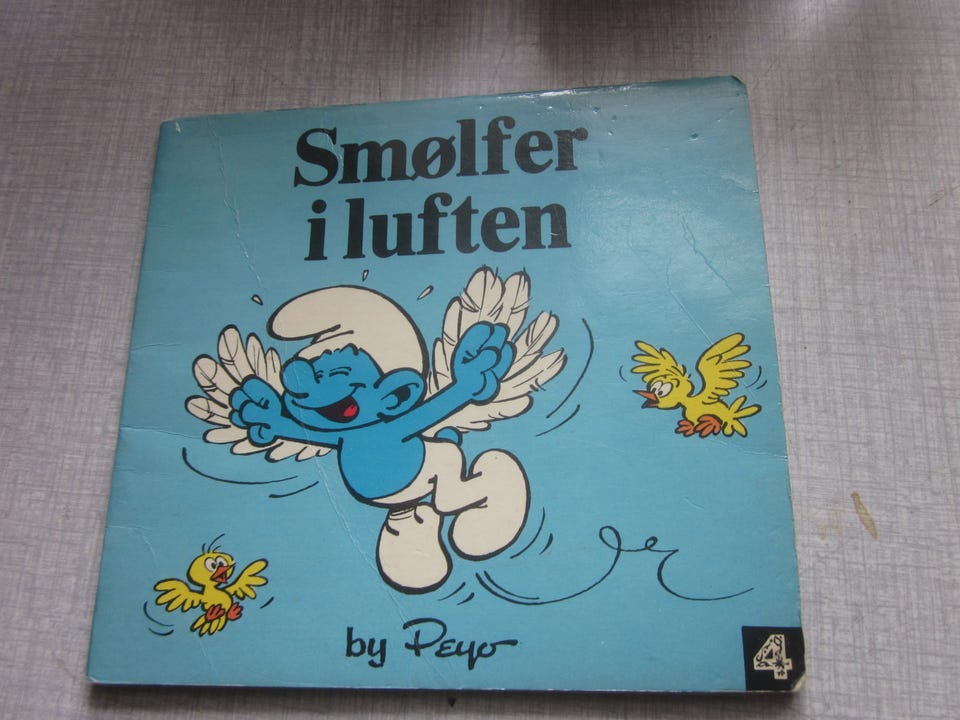 Smølfer
i luften
by Peyo
4